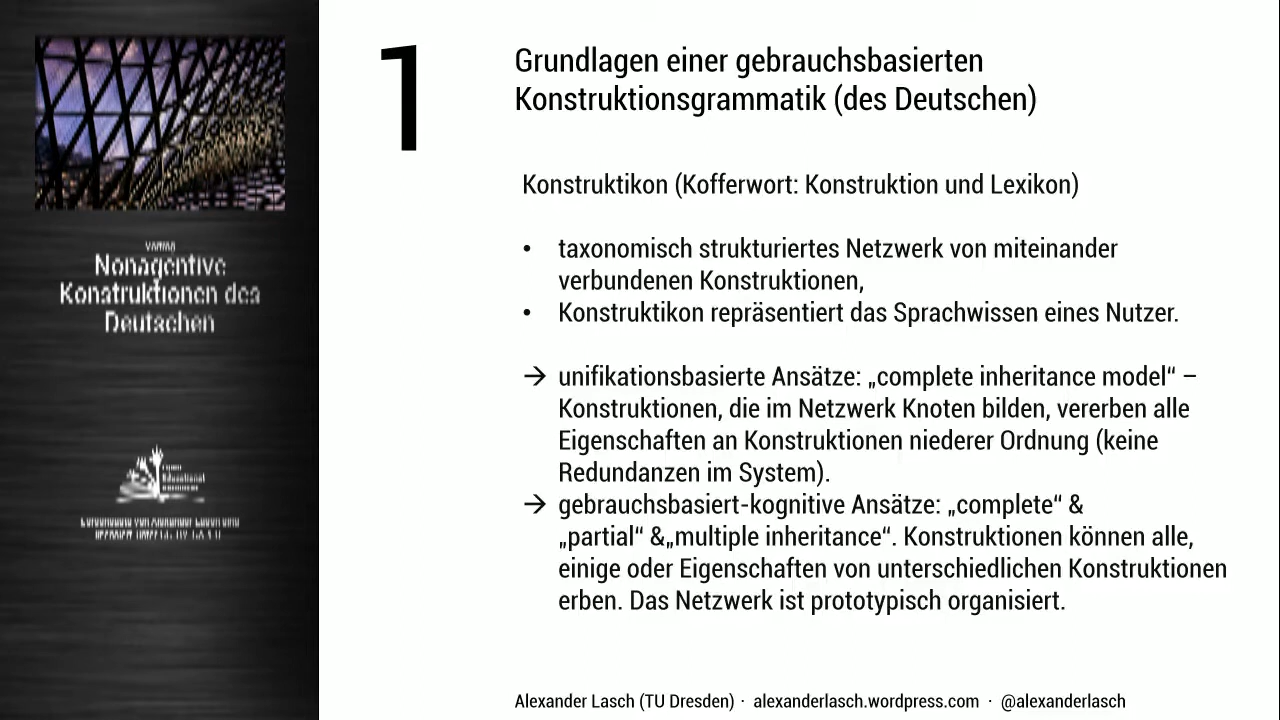 1
Grundlagen einer gebrauchsbasierten
Konstruktionsgrammatik (des Deutschen)
Konstruktikon (Kofferwort: Konstruktion und Lexikon)
• taxonomisch strukturiertes Netzwerk von miteinander
verbundenen Konstruktionen,
• Konstruktikon repräsentiert das Sprachwissen eines Nutzer.
→ unifikationsbasierte Ansätze: „complete inheritance model“ –
Konstruktionen, die im Netzwerk Knoten bilden, vererben alle
Eigenschaften an Konstruktionen niederer Ordnung (keine
Redundanzen im System).
→ gebrauchsbasiert-kognitive Ansätze: „complete“ &
„partial“ &„multiple inheritance“. Konstruktionen können alle,
einige oder Eigenschaften von unterschiedlichen Konstruktionen
erben. Das Netzwerk ist prototypisch organisiert.
Alexander Lasch (TU Dresden) · alexanderlasch.wordpress.com · @alexanderlasch
Nonagentive
Konstruktionen des
Deutschen
Educational